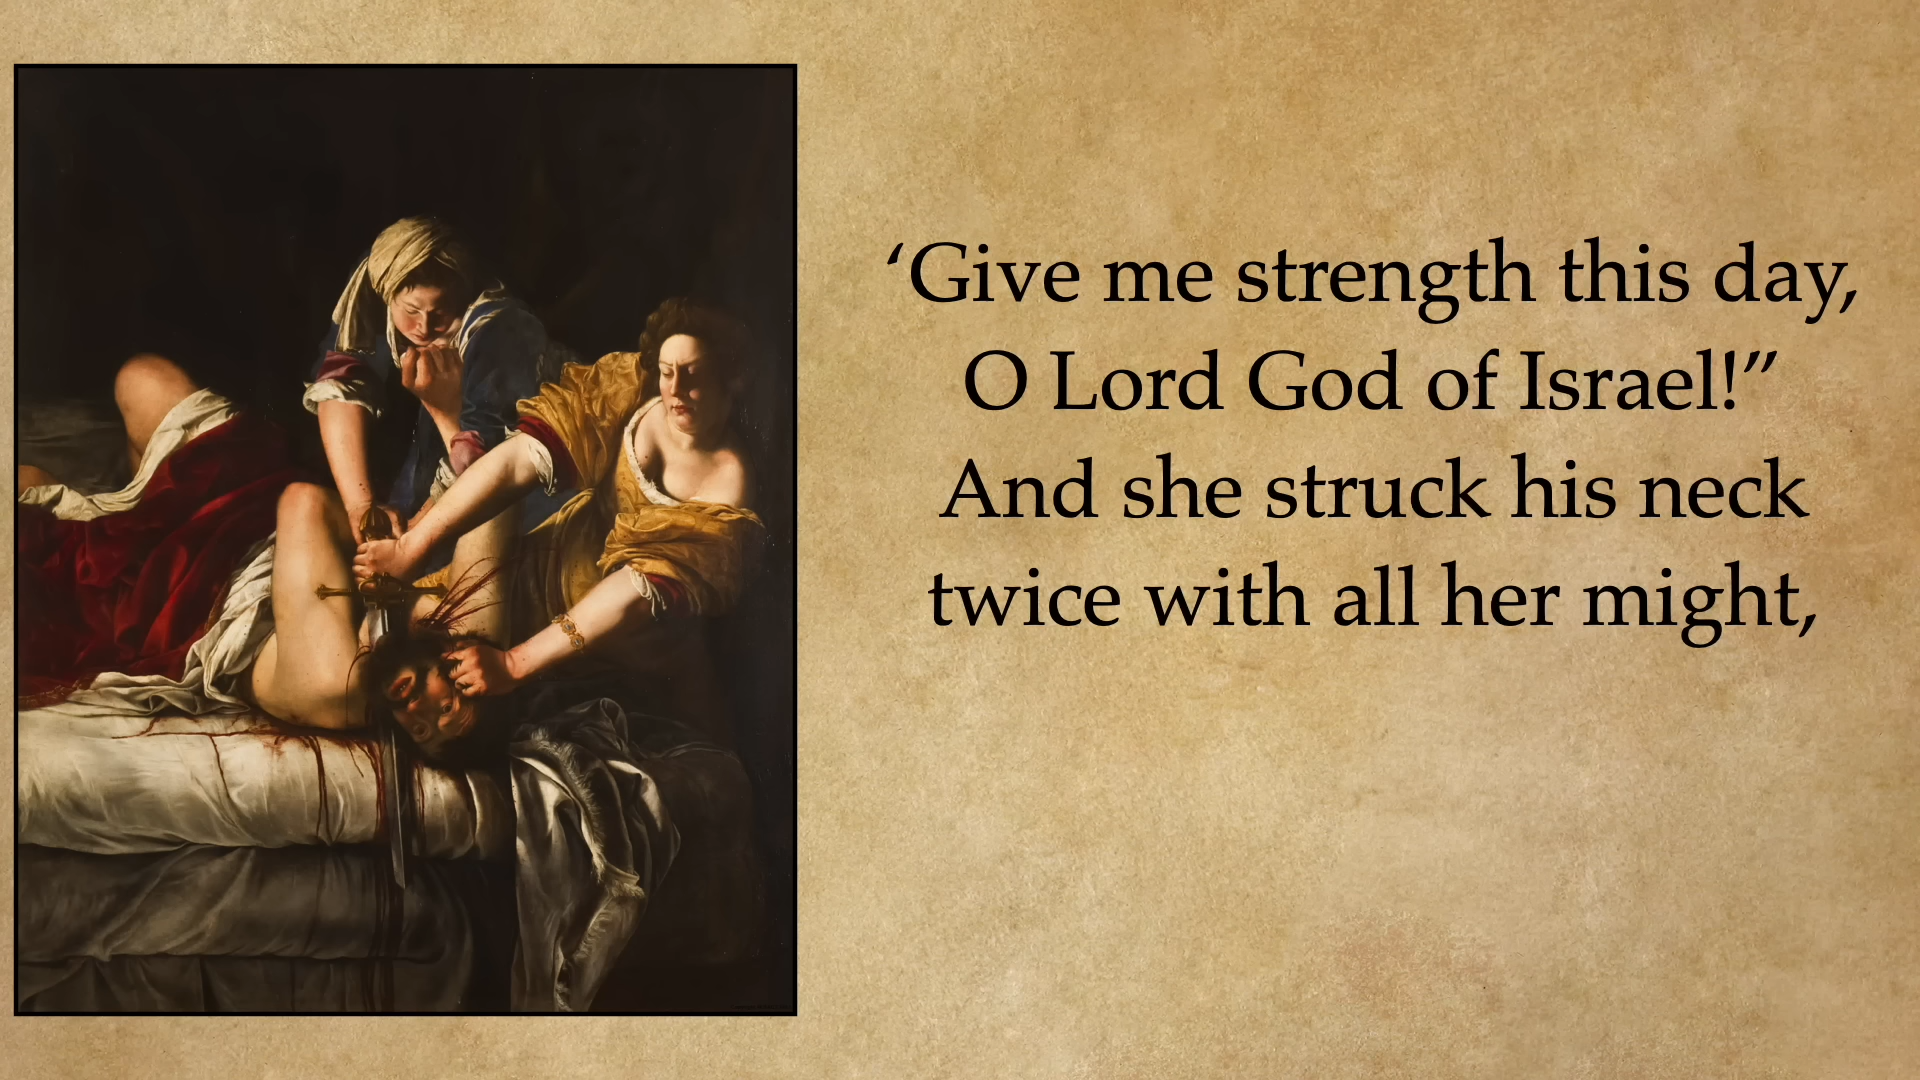 ‘Give me strength this day,
O Lord God of Israel!”
And she struck his neck
twice with all her might,